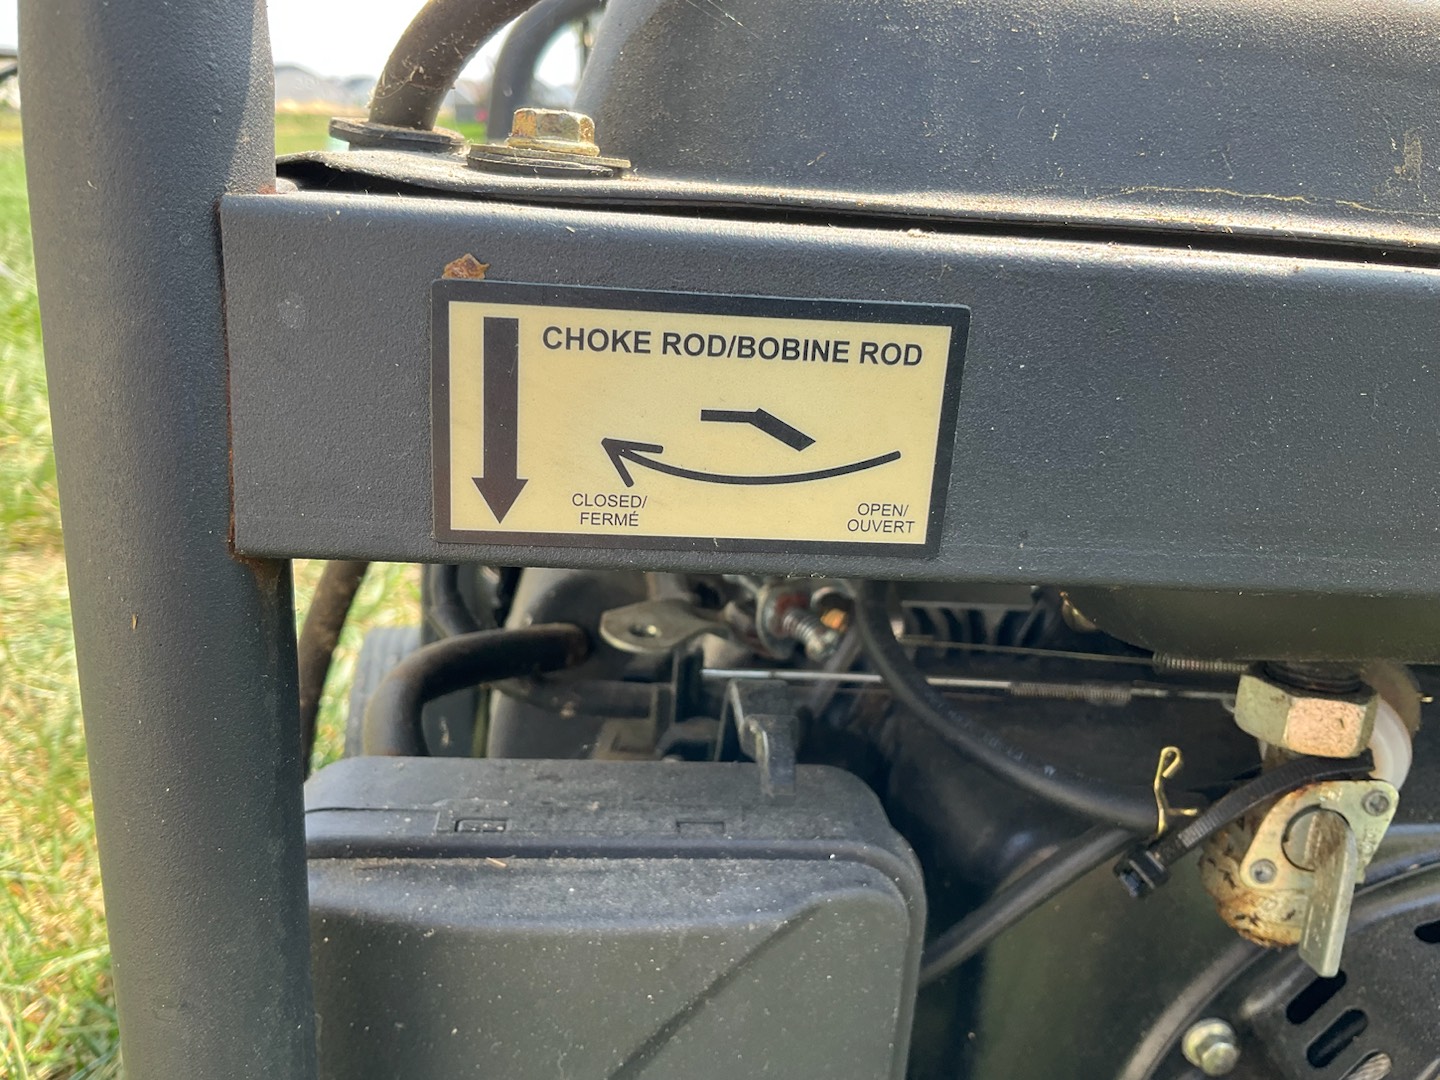 CHOKE ROD/BOBINE ROD
CLOSED/
FERMÉ
OPEN/
OUVERT